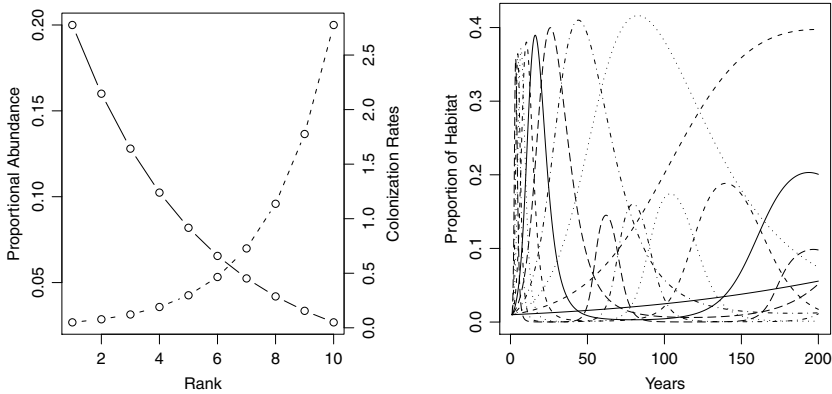 Proportional Abundance
0.20
0.15
0.10
0.05
2.5
2.0
1.5
1.0
0.5
0.0
Colonization Rates
2 4 6 8 10
Rank
Proportion of Habitat
0.4
0.3
0.2
0.1
0.0
0 50 100 150 200
Years